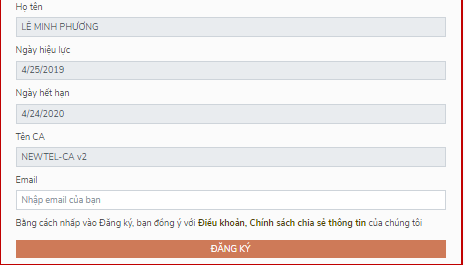 Họ tên
LÊ MINH PHƯƠNG
Ngày hiệu lực
4/25/2019
Ngày hết hạn
4/24/2020
Tên CA
NEWTEL-CA v2
Email
Nhập email của bạn
Bằng cách nhấp vào Đăng ký, bạn đóng ý với Điều khoản, Chính sách chia sẻ thông tin của chúng tôi
ĐĂNG KÝ